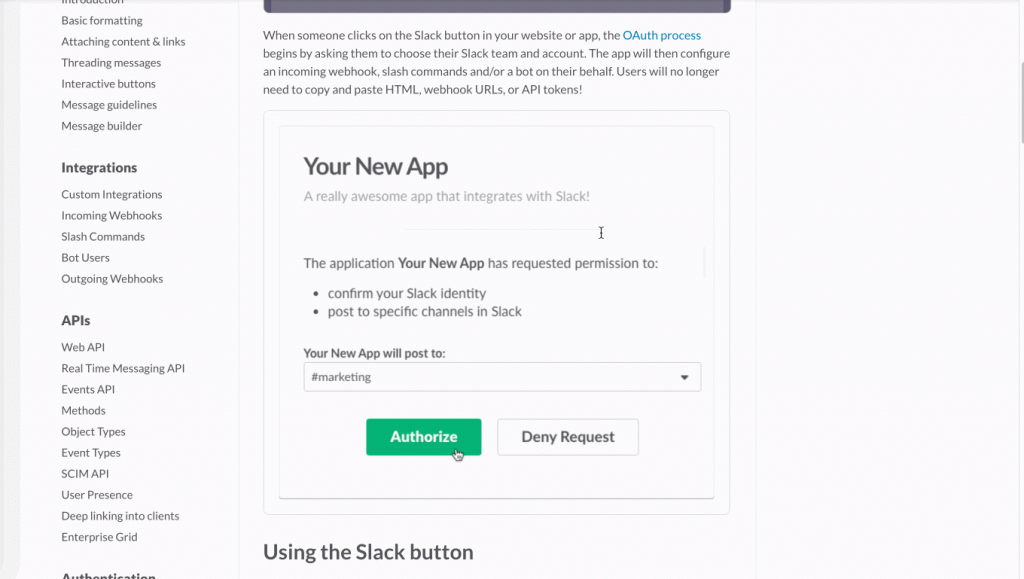 Introduction
Basic formatting
Attaching content & links
Threading messages
Interactive buttons
Message guidelines
Message builder
Integrations
Custom Integrations
Incoming Webhooks
Slash Commands
Bot Users
Outgoing Webhooks
APIs
Web API
Real Time Messaging API
Events API
Methods
Object Types
Event Types
SCIM API
User Presence
Deep linking into clients
Enterprise Grid
Authentication
When someone clicks on the Slack button in your website or app, the OAuth process
begins by asking them to choose their Slack team and account. The app will then configure
an incoming webhook, slash commands and/or a bot on their behalf. Users will no longer
need to copy and paste HTML, webhook URLs, or API tokens!
Your New App
A really awesome app that integrates with Slack!
The application Your New App has requested permission to:
• confirm your Slack identity
• post to specific channels in Slack
Your New App will post to:
#marketing
Authorize
Deny Request
Using the Slack button